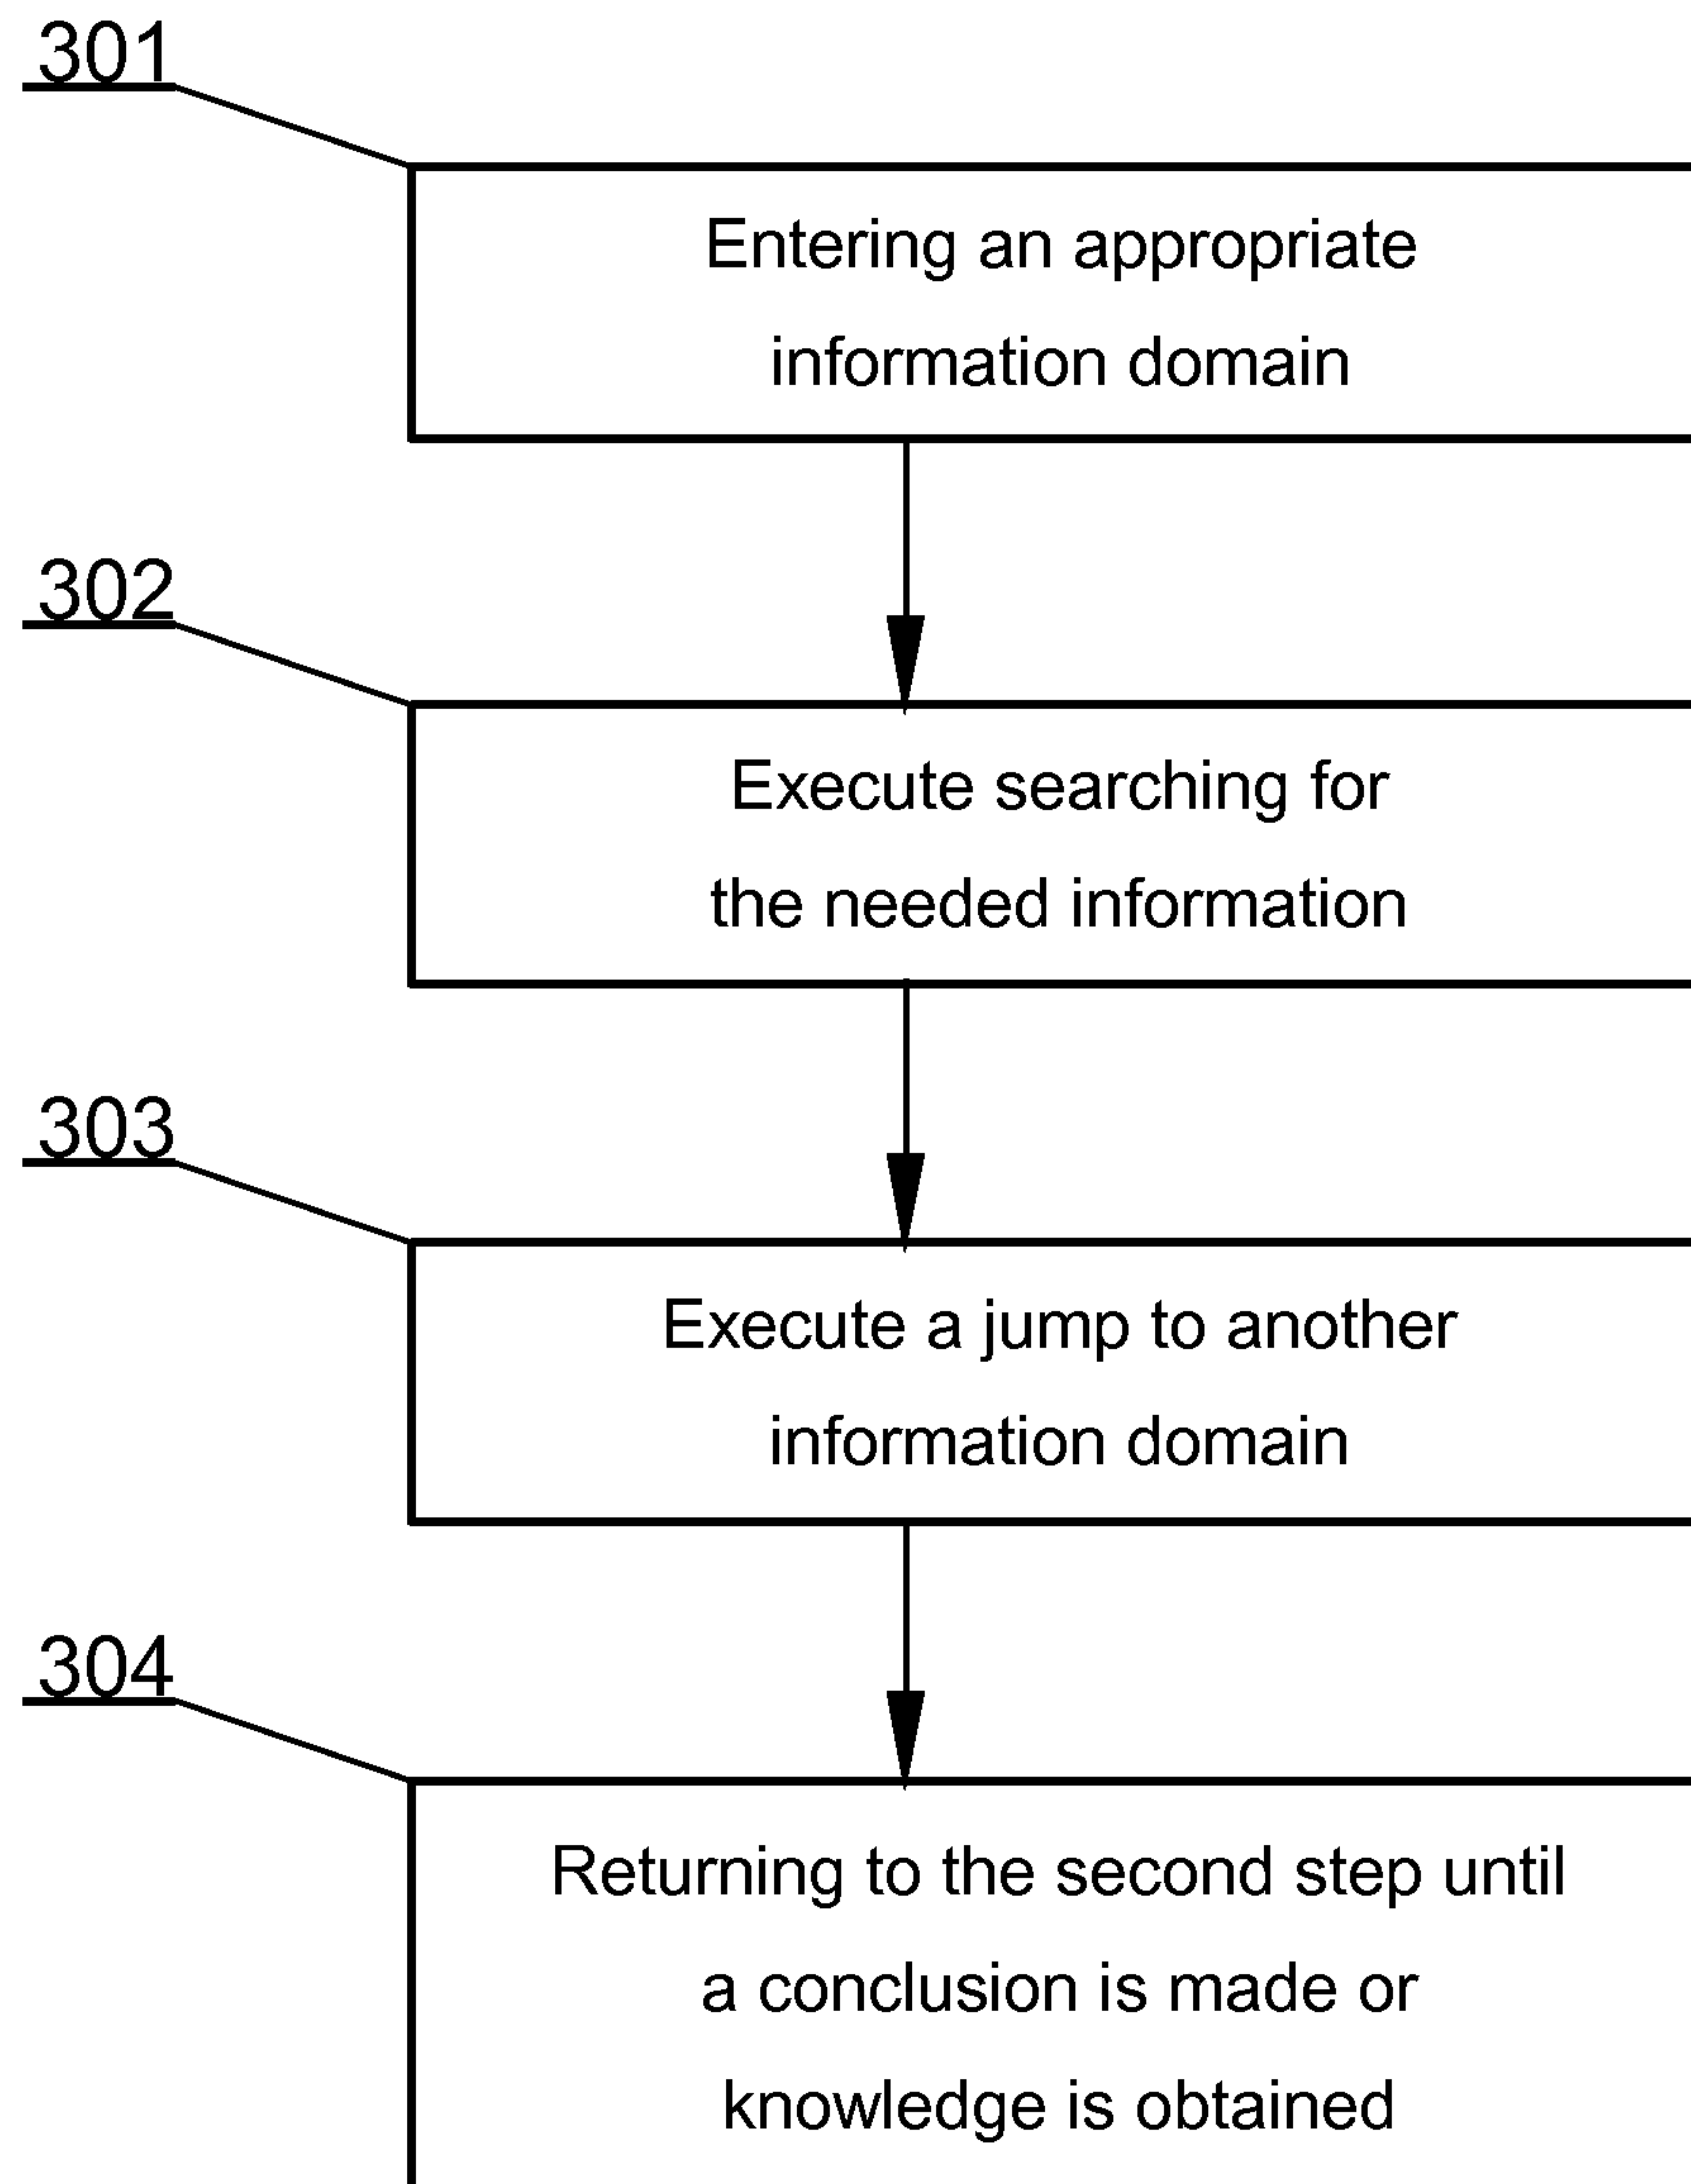 301
Entering an appropriate
information domain
302
Execute searching for
the needed information
303
Execute a jump to another
information domain
304
Returning to the second step until
a conclusion is made or
knowledge is obtained